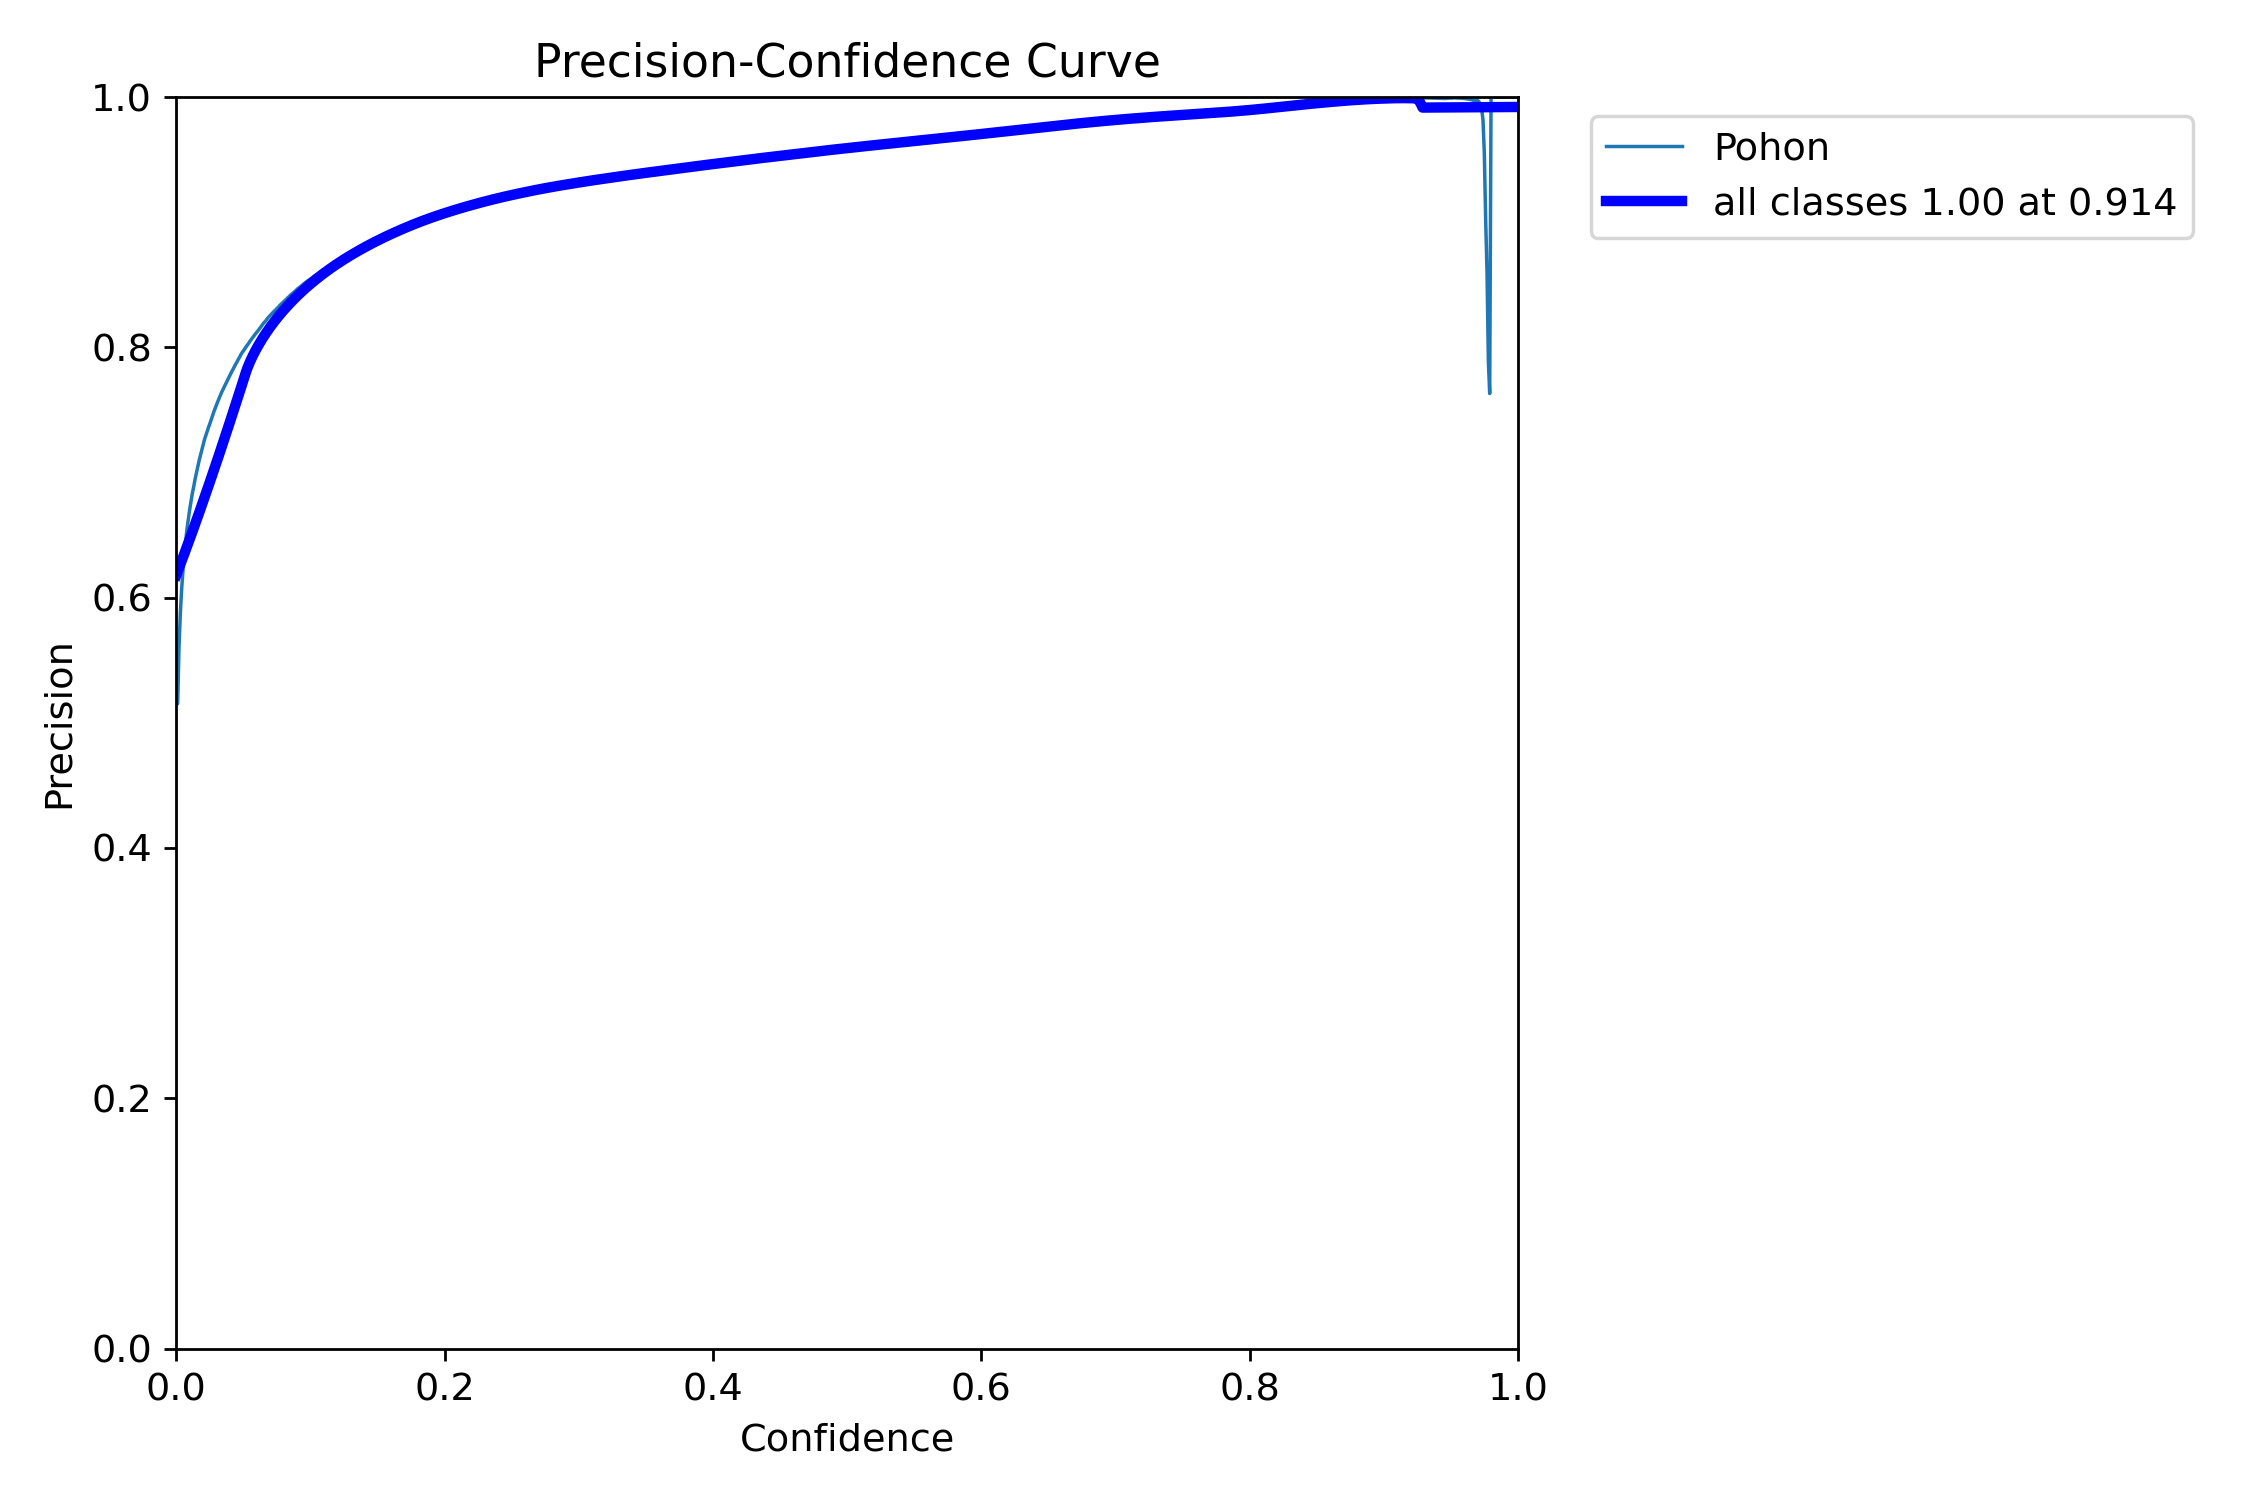 Precision-Confidence Curve
1.0
0.8
0.6
0.4
0.2
0.0
Precision
0.0 0.2 0.4 0.6 0.8 1.0
Confidence
Pohon
all classes 1.00 at 0.914